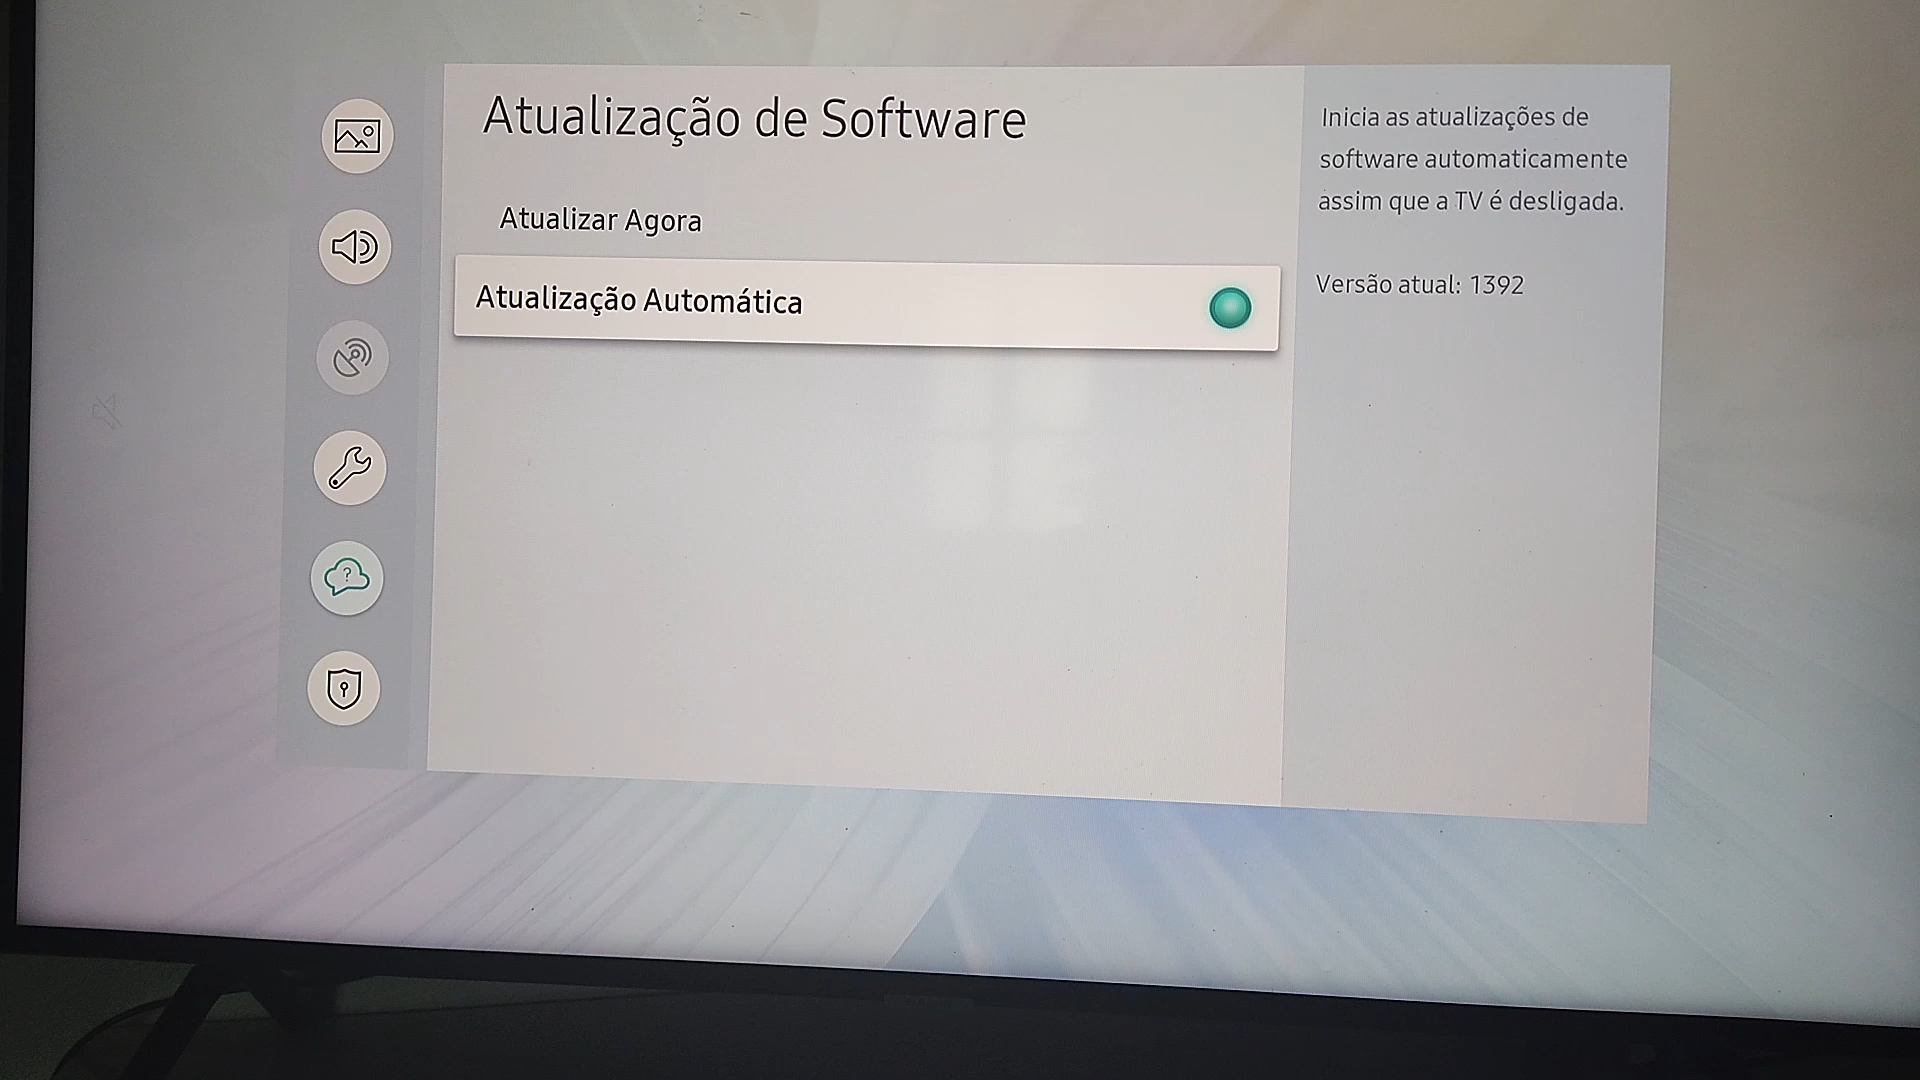 Atualização de Software
Atualizar Agora
Atualização Automática
Inicia as atualizações de
software automaticamente
assim que a TV é desligada.
Versão atual: 1392
?